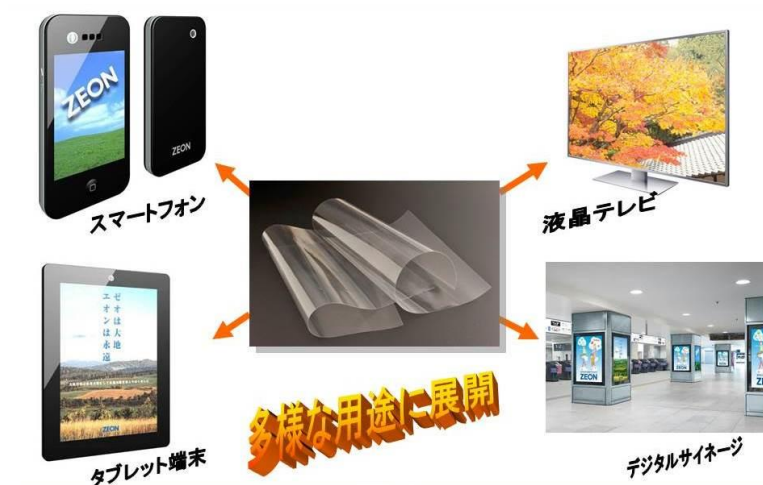 ZEON
ZEON
スマートフォン
液晶テレビ
ゼオは大地
エオンは永遠
ZEON
タブレット端末
多様な用途に展開
ZEON
デジタルサイネージ